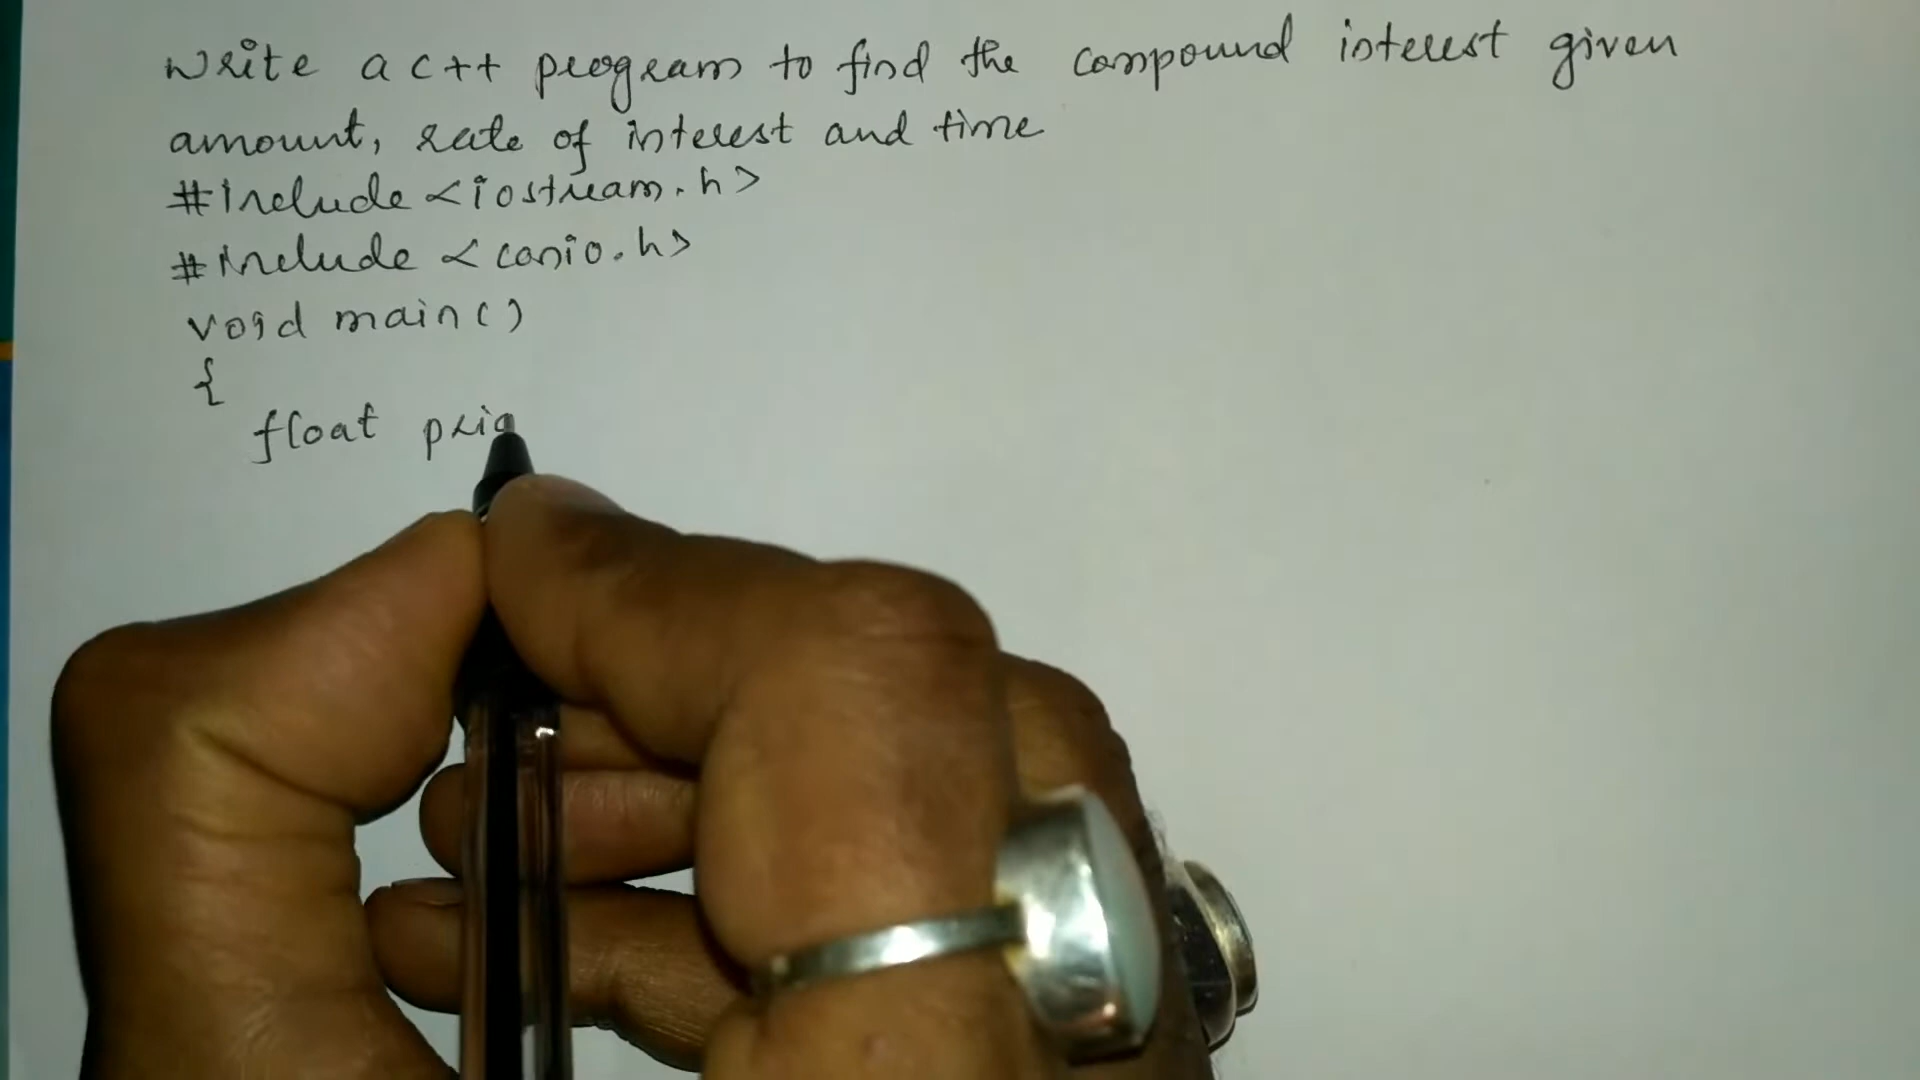 Write a c++ program to find the compound interest given
amount, rate of interest and time
#include <iostream.h>
#include <conio.h>
void main()
{
float prin